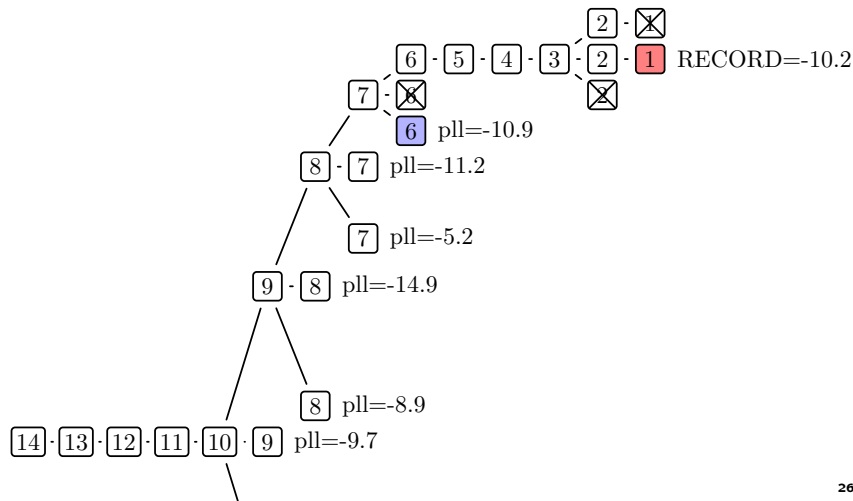 2 1
6 5 4 3 2 1 RECORD=-10.2
7 6 2
6 pll=-10.9
8 7 pll=-11.2
7 pll=-5.2
9 8 pll=-14.9
8 pll=-8.9
14 13 12 11 10 9 pll=-9.7
26